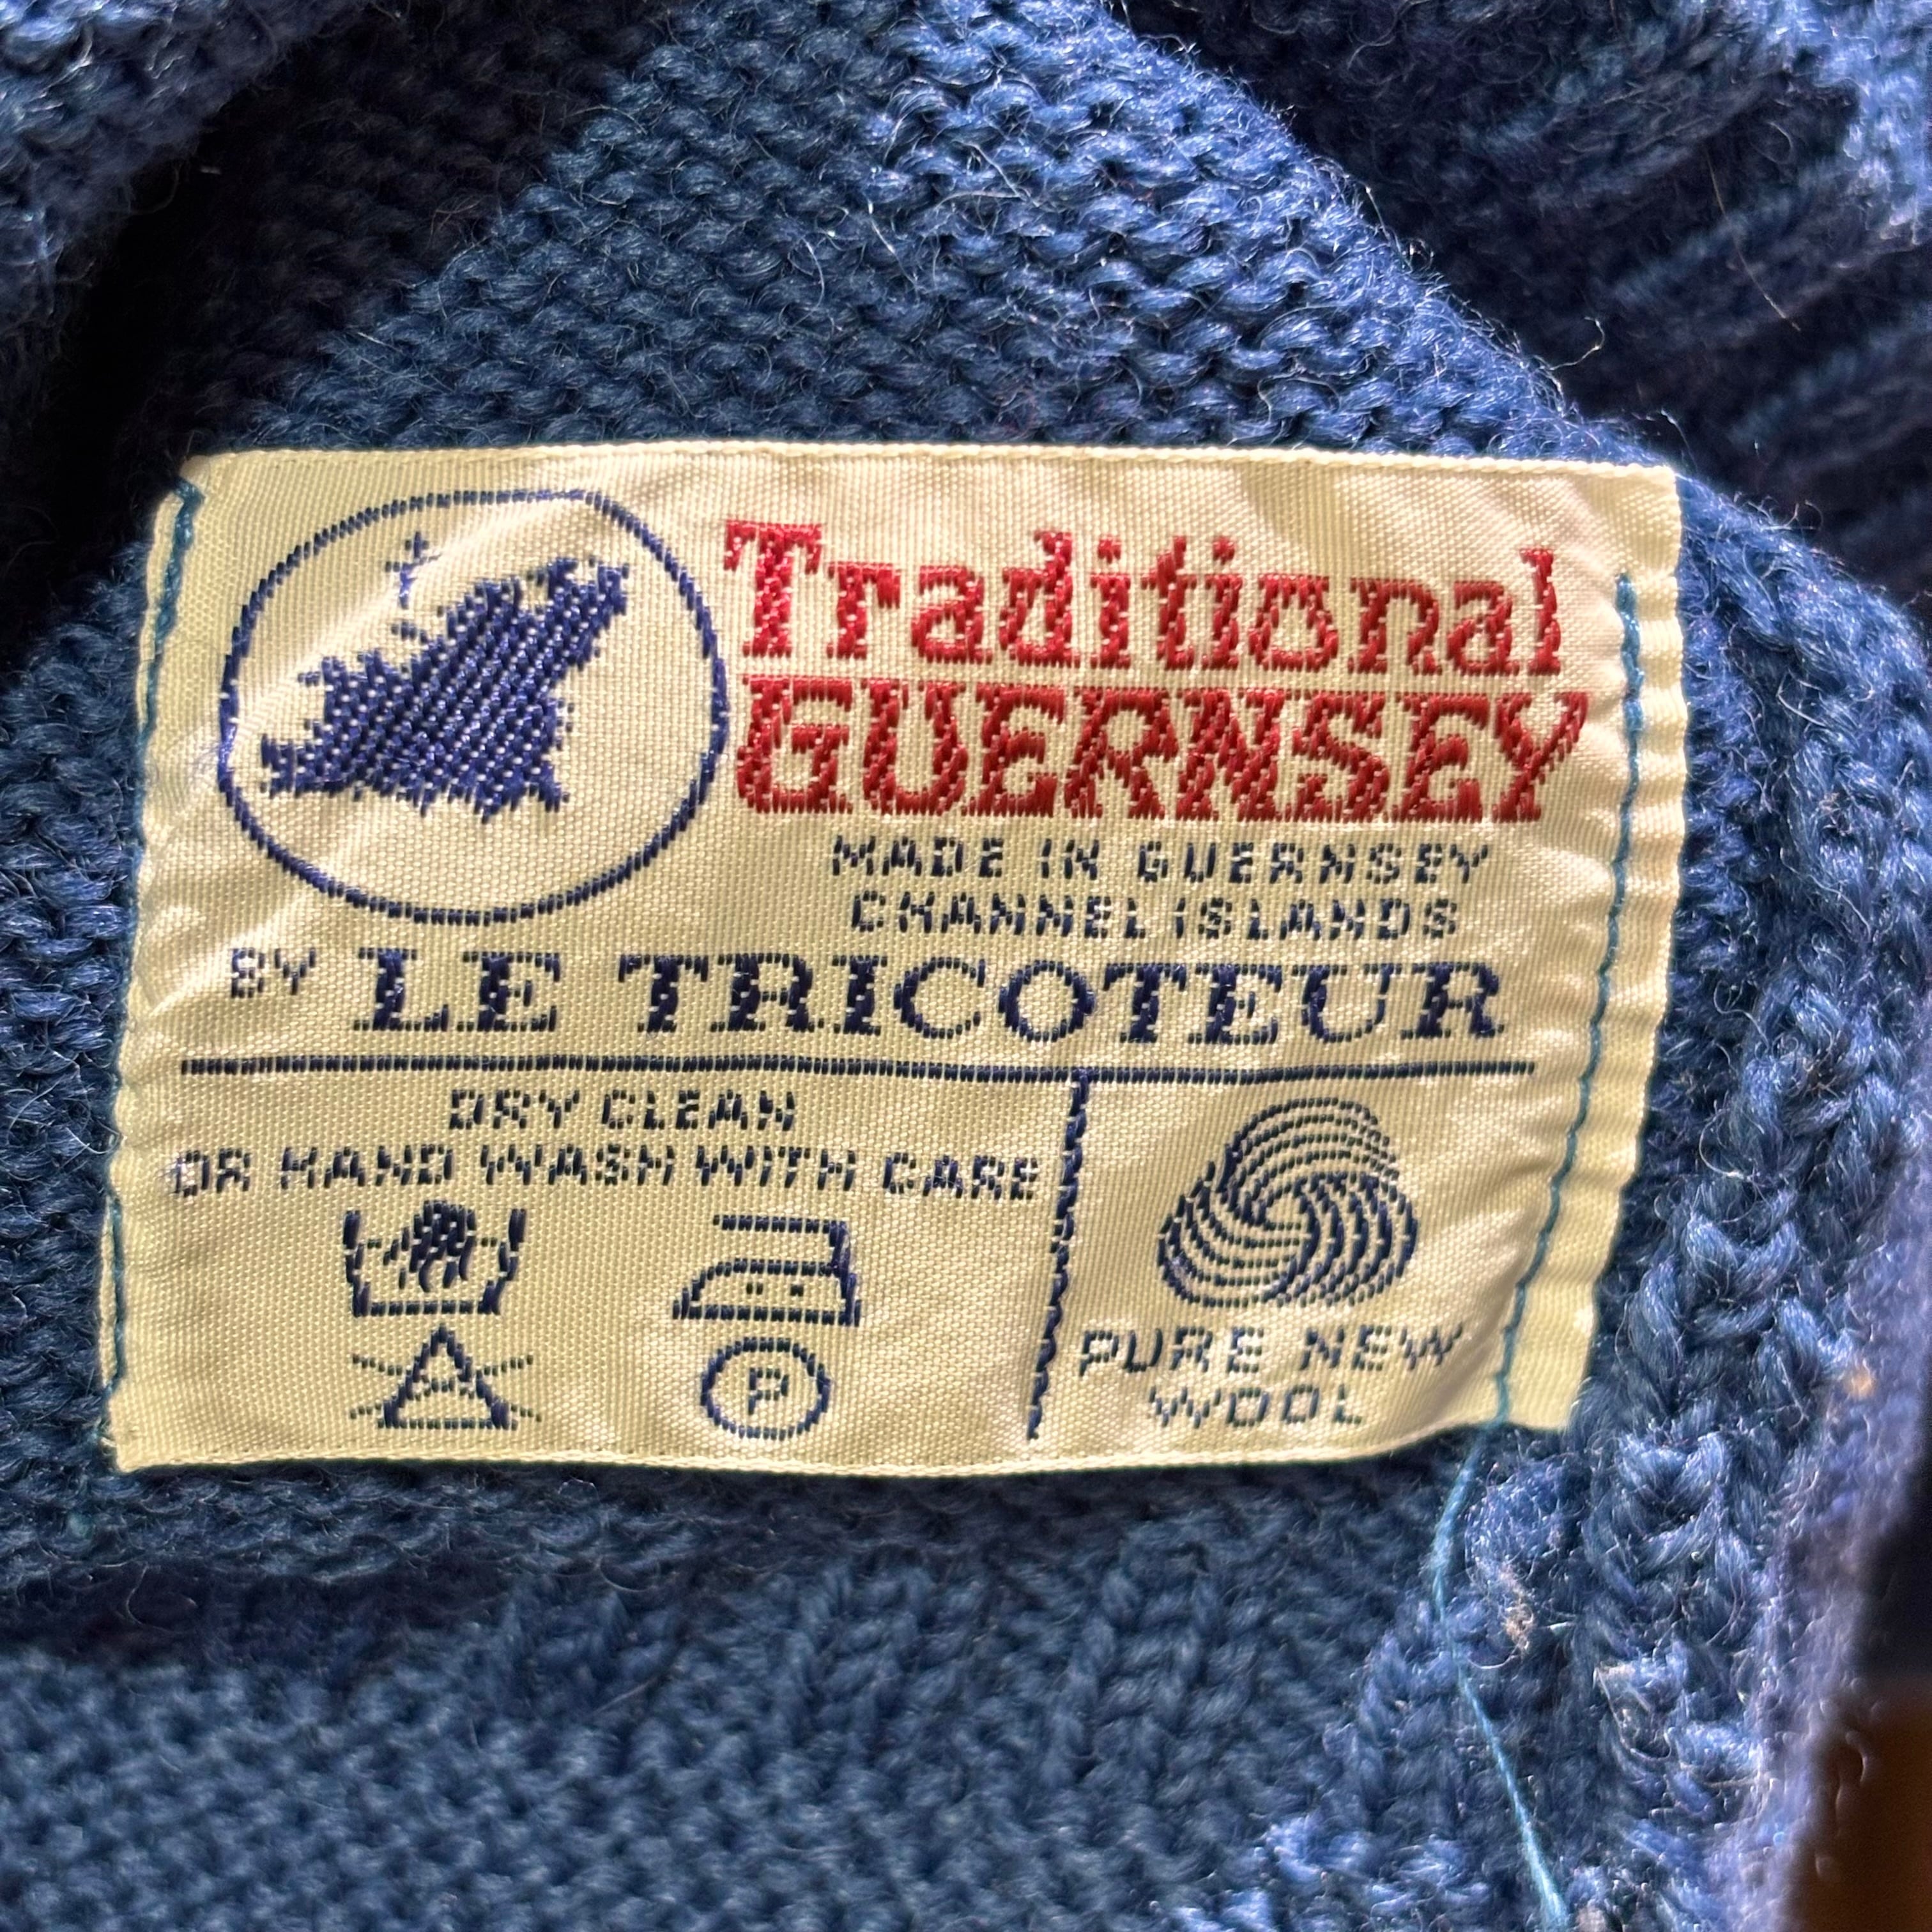 Traditional
GUERNSEY
MADE IN GUERNSEY
CHANNEL ISLANDS
BY LE TRICOTEUR
DRY CLEAN
OR HAND WASH WITH CARE
P
PURE NEW
WOOL